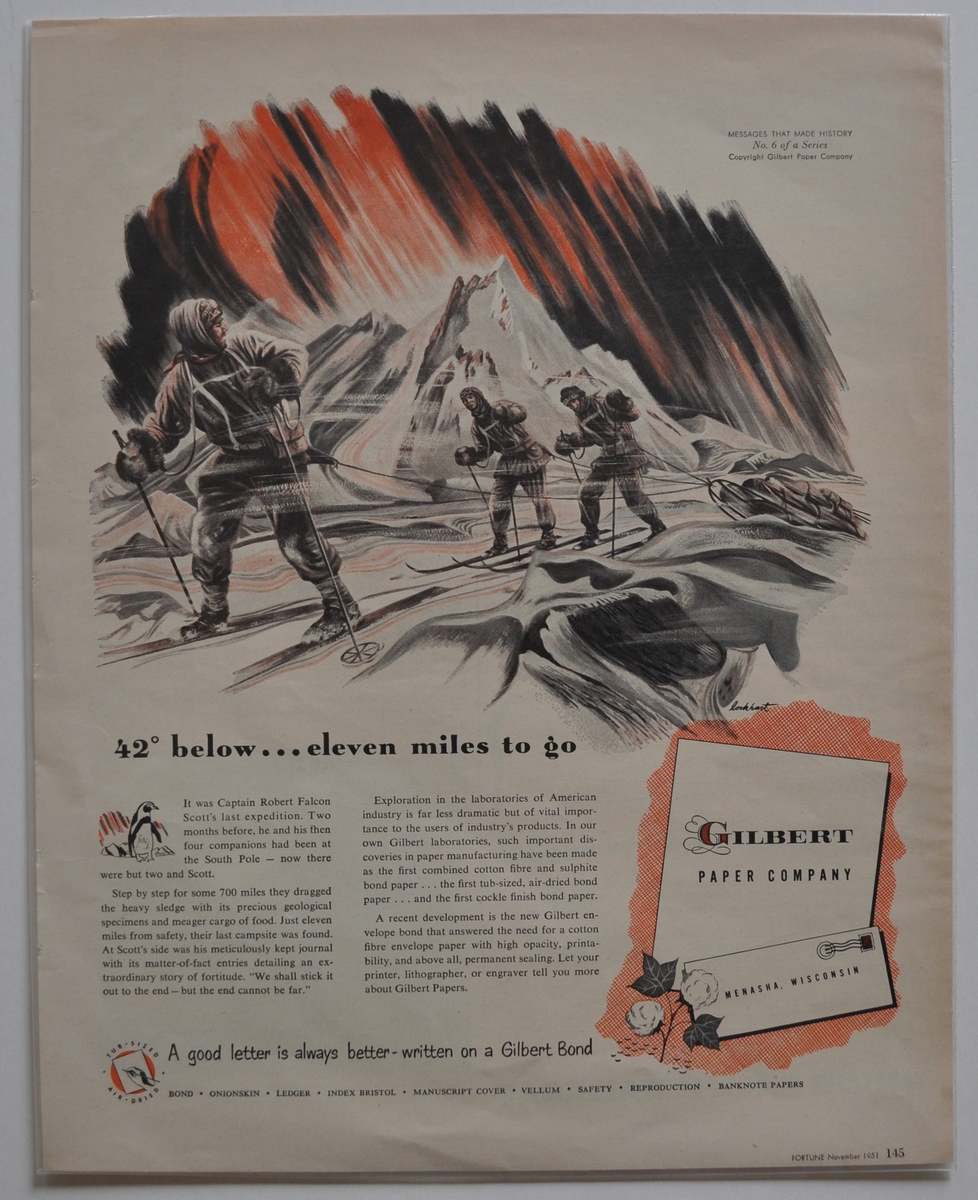 MESSAGES THAT MADE HISTORY
No. 6 of a Series
Copyright Gilbert Paper Company
lockhart
42° below...eleven miles to go
It was Captain Robert Falcon
Scott's last expedition. Two
months before, he and his then
four companions had been at
the South Pole — now there
were but two and Scott.
Step by step for some 700 miles they dragged
the heavy sledge with its precious geological
specimens and meager cargo of food. Just eleven
miles from safety, their last campsite was found.
At Scott's side was his meticulously kept journal
with its matter-of-fact entries detailing an ex-
traordinary story of fortitude. "We shall stick it
out to the end — but the end cannot be far."
Exploration in the laboratories of American
industry is far less dramatic but of vital impor-
tance to the users of industry's products. In our
own Gilbert laboratories, such important dis-
coveries in paper manufacturing have been made
as the first combined cotton fibre and sulphite
bond paper . . . the first tub-sized, air-dried bond
paper . . . and the first cockle finish bond paper.
A recent development is the new Gilbert en-
velope bond that answered the need for a cotton
fibre envelope paper with high opacity, printa-
bility, and above all, permanent sealing. Let your
printer, lithographer, or engraver tell you more
about Gilbert Papers.
GILBERT
PAPER COMPANY
MENASHA, WISCONSIN
TUB-SIZED
AIR-DRIED
A good letter is always better - written on a Gilbert Bond
BOND • ONIONSKIN • LEDGER • INDEX BRISTOL • MANUSCRIPT COVER • VELLUM • SAFETY • REPRODUCTION • BANKNOTE PAPERS
FORTUNE November 1951 145